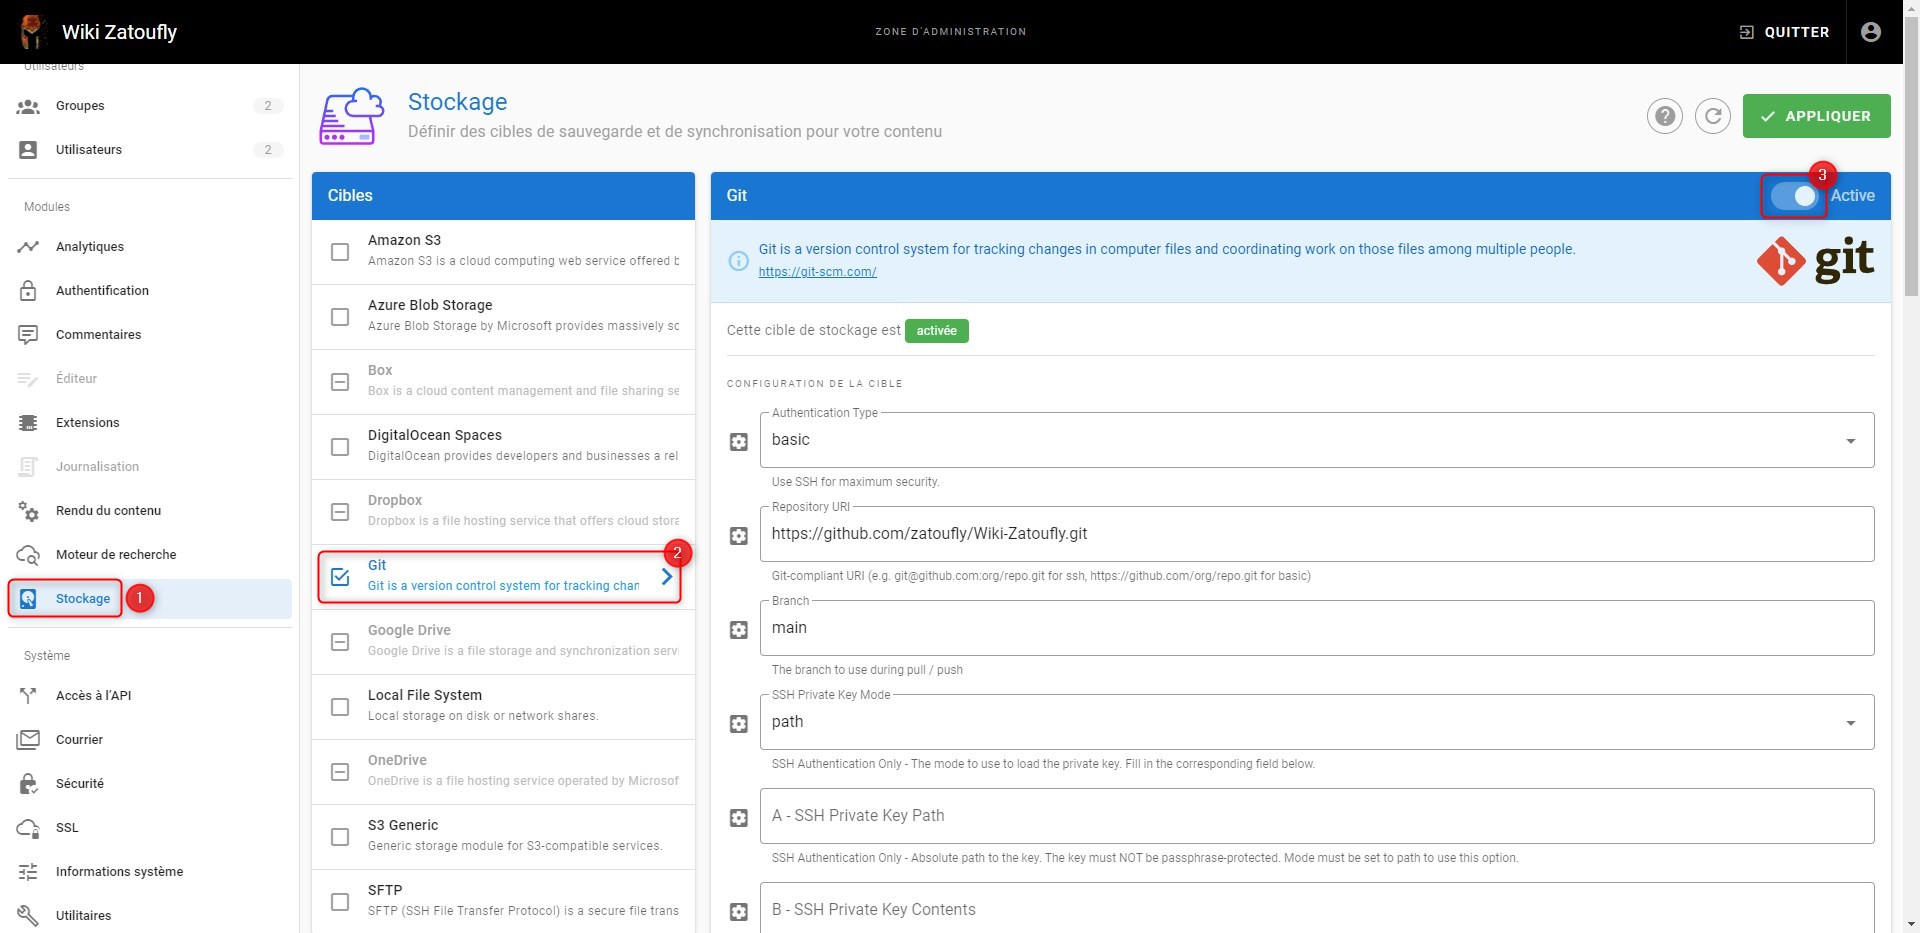 Wiki Zatoufly
ZONE D'ADMINISTRATION
QUITTER
Utilisateurs
Groupes 2
Utilisateurs 2
Modules
Analytiques
Authentification
Commentaires
Éditeur
Extensions
Journalisation
Rendu du contenu
Moteur de recherche
Stockage 1
Système
Accès à l'API
Courrier
Sécurité
SSL
Informations système
Utilitaires
Stockage
Définir des cibles de sauvegarde et de synchronisation pour votre contenu
APPLIQUER
Cibles
Amazon S3
Amazon S3 is a cloud computing web service offered b
Azure Blob Storage
Azure Blob Storage by Microsoft provides massively sc
Box
Box is a cloud content management and file sharing se
DigitalOcean Spaces
DigitalOcean provides developers and businesses a rel
Dropbox
Dropbox is a file hosting service that offers cloud stora
2
Git
Git is a version control system for tracking chan
Google Drive
Google Drive is a file storage and synchronization servi
Local File System
Local storage on disk or network shares.
OneDrive
OneDrive is a file hosting service operated by Microsof
S3 Generic
Generic storage module for S3-compatible services.
SFTP
SFTP (SSH File Transfer Protocol) is a secure file trans
Git
3
Active
Git is a version control system for tracking changes in computer files and coordinating work on those files among multiple people.
https://git-scm.com/
git
Cette cible de stockage est activée
CONFIGURATION DE LA CIBLE
Authentication Type
basic
Use SSH for maximum security.
Repository URI
https://github.com/zatoufly/Wiki-Zatoufly.git
Git-compliant URI (e.g. git@github.com:org/repo.git for ssh, https://github.com/org/repo.git for basic)
Branch
main
The branch to use during pull / push
SSH Private Key Mode
path
SSH Authentication Only - The mode to use to load the private key. Fill in the corresponding field below.
A - SSH Private Key Path
SSH Authentication Only - Absolute path to the key. The key must NOT be passphrase-protected. Mode must be set to path to use this option.
B - SSH Private Key Contents